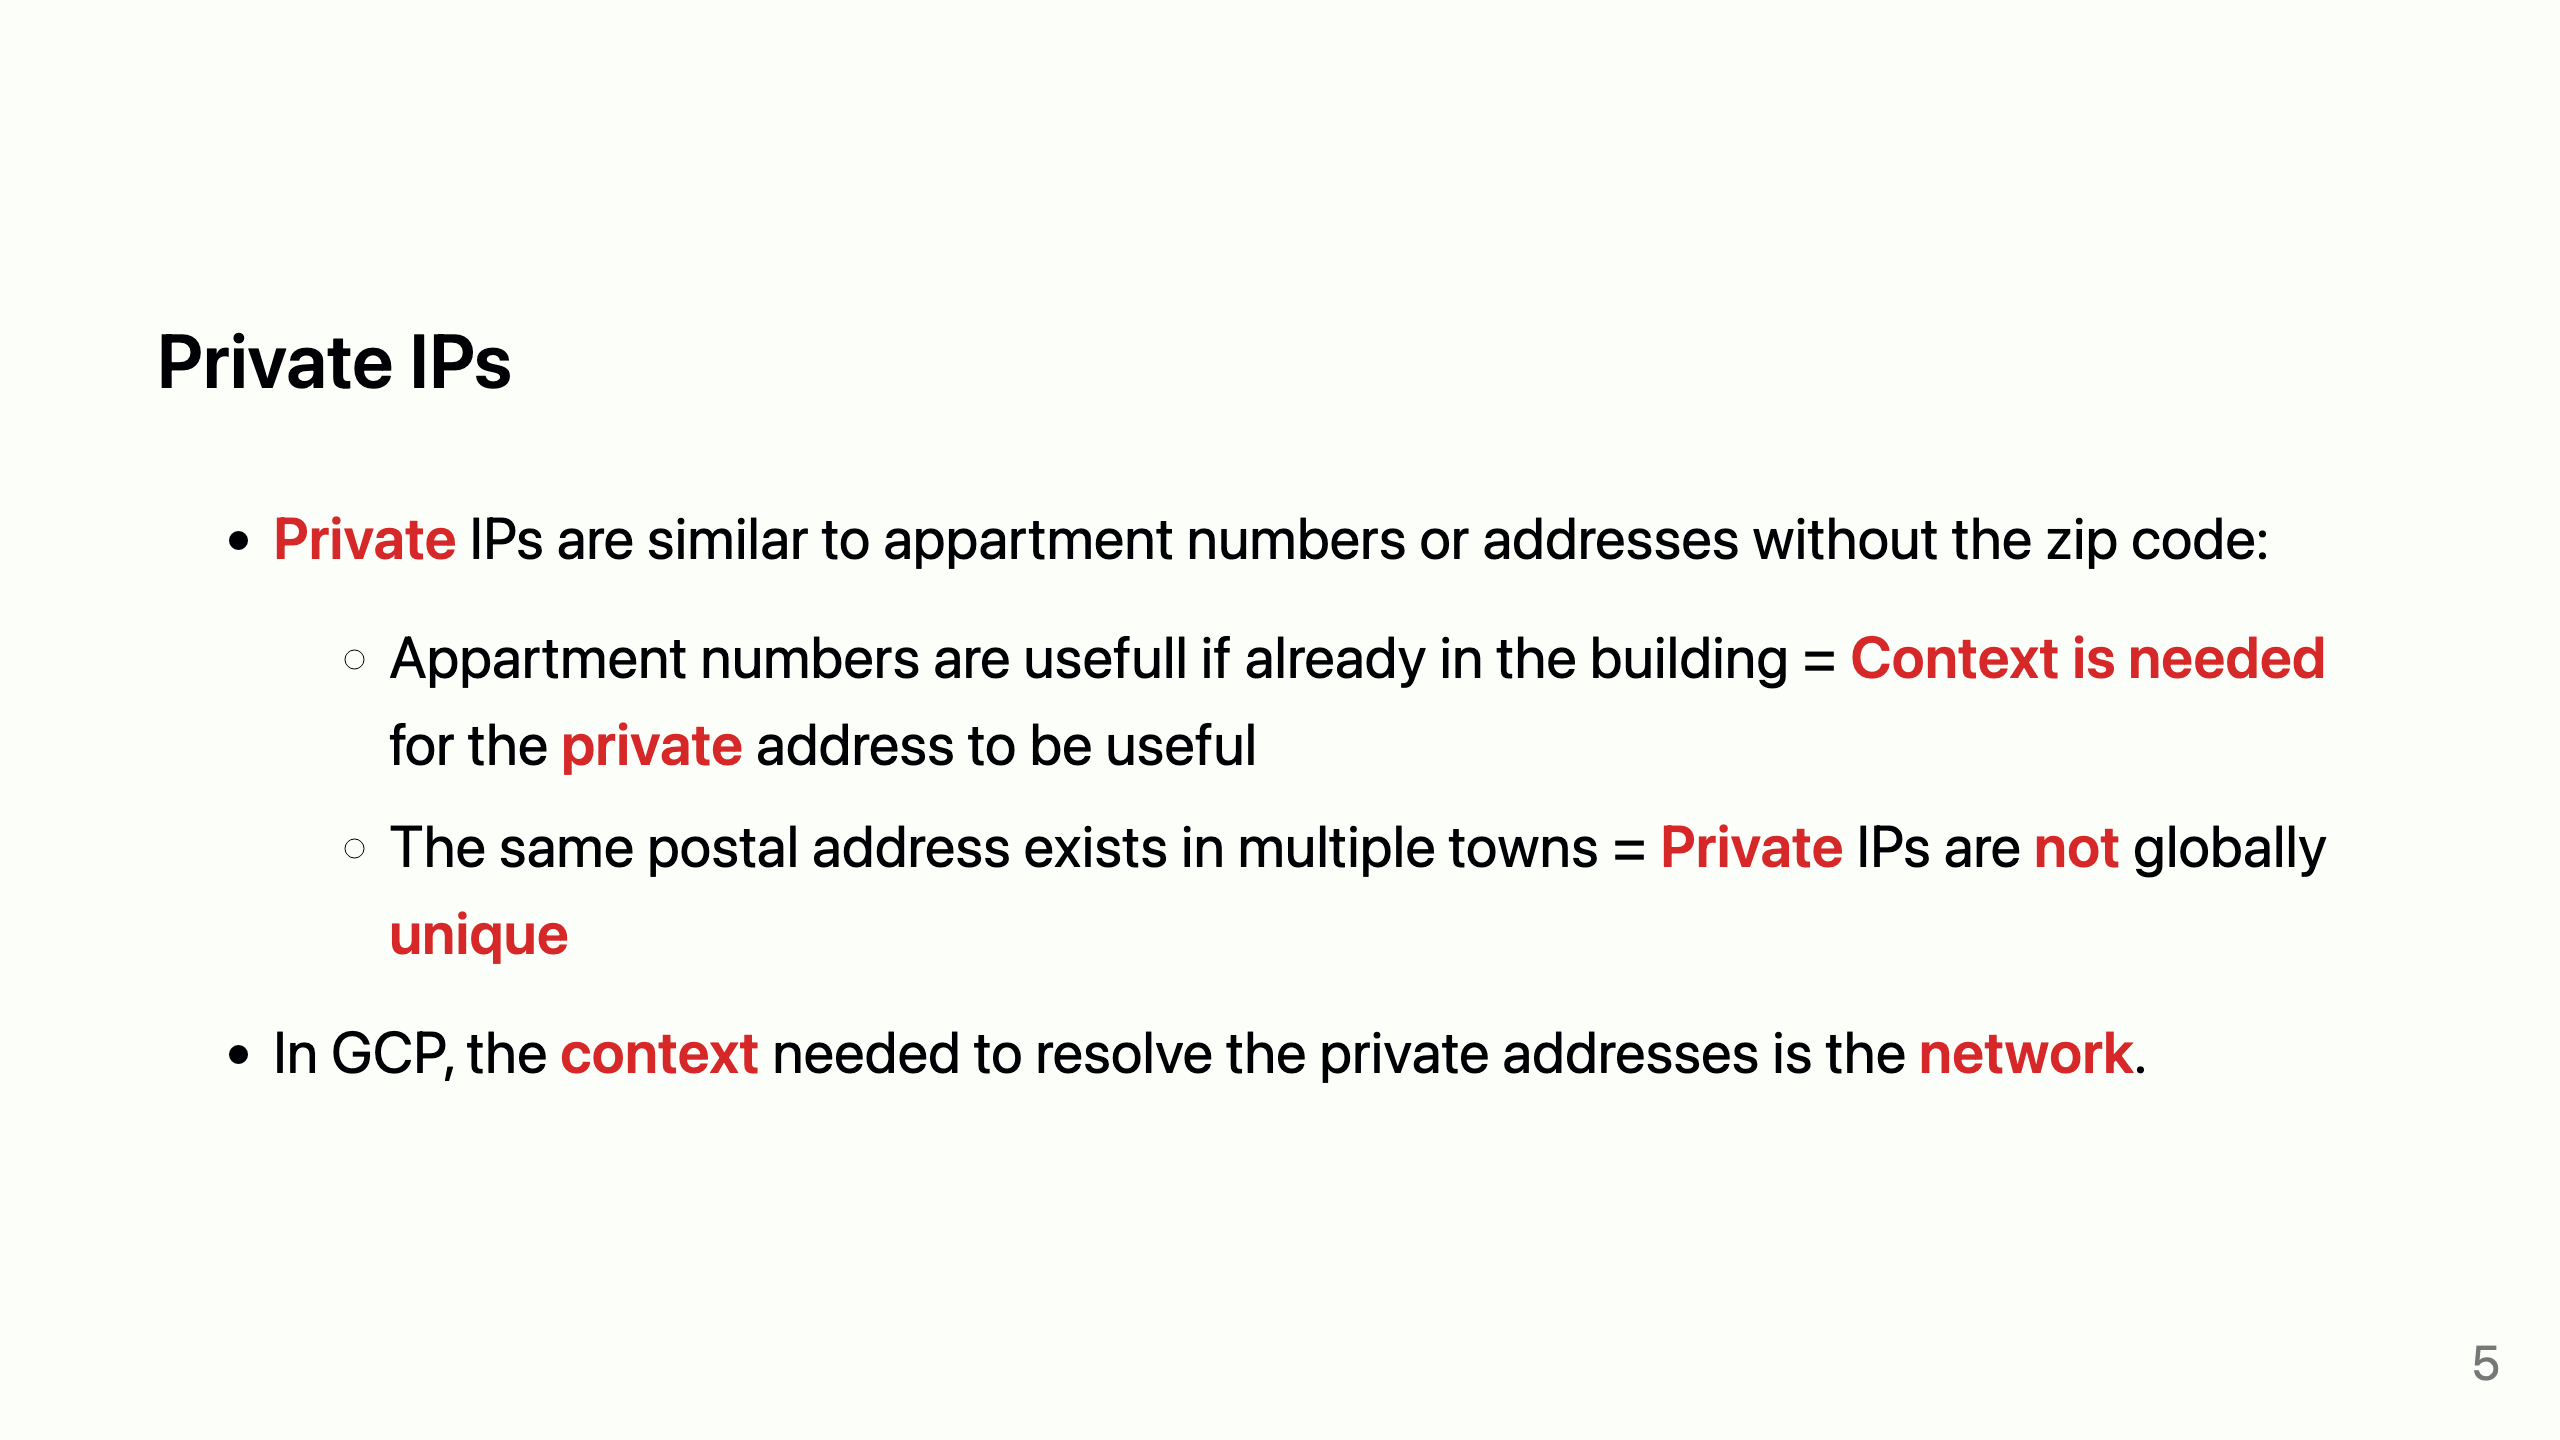 Private IPs
• Private IPs are similar to appartment numbers or addresses without the zip code:
○ Appartment numbers are usefull if already in the building = Context is needed
for the private address to be useful
○ The same postal address exists in multiple towns = Private IPs are not globally
unique
• In GCP, the context needed to resolve the private addresses is the network.
5